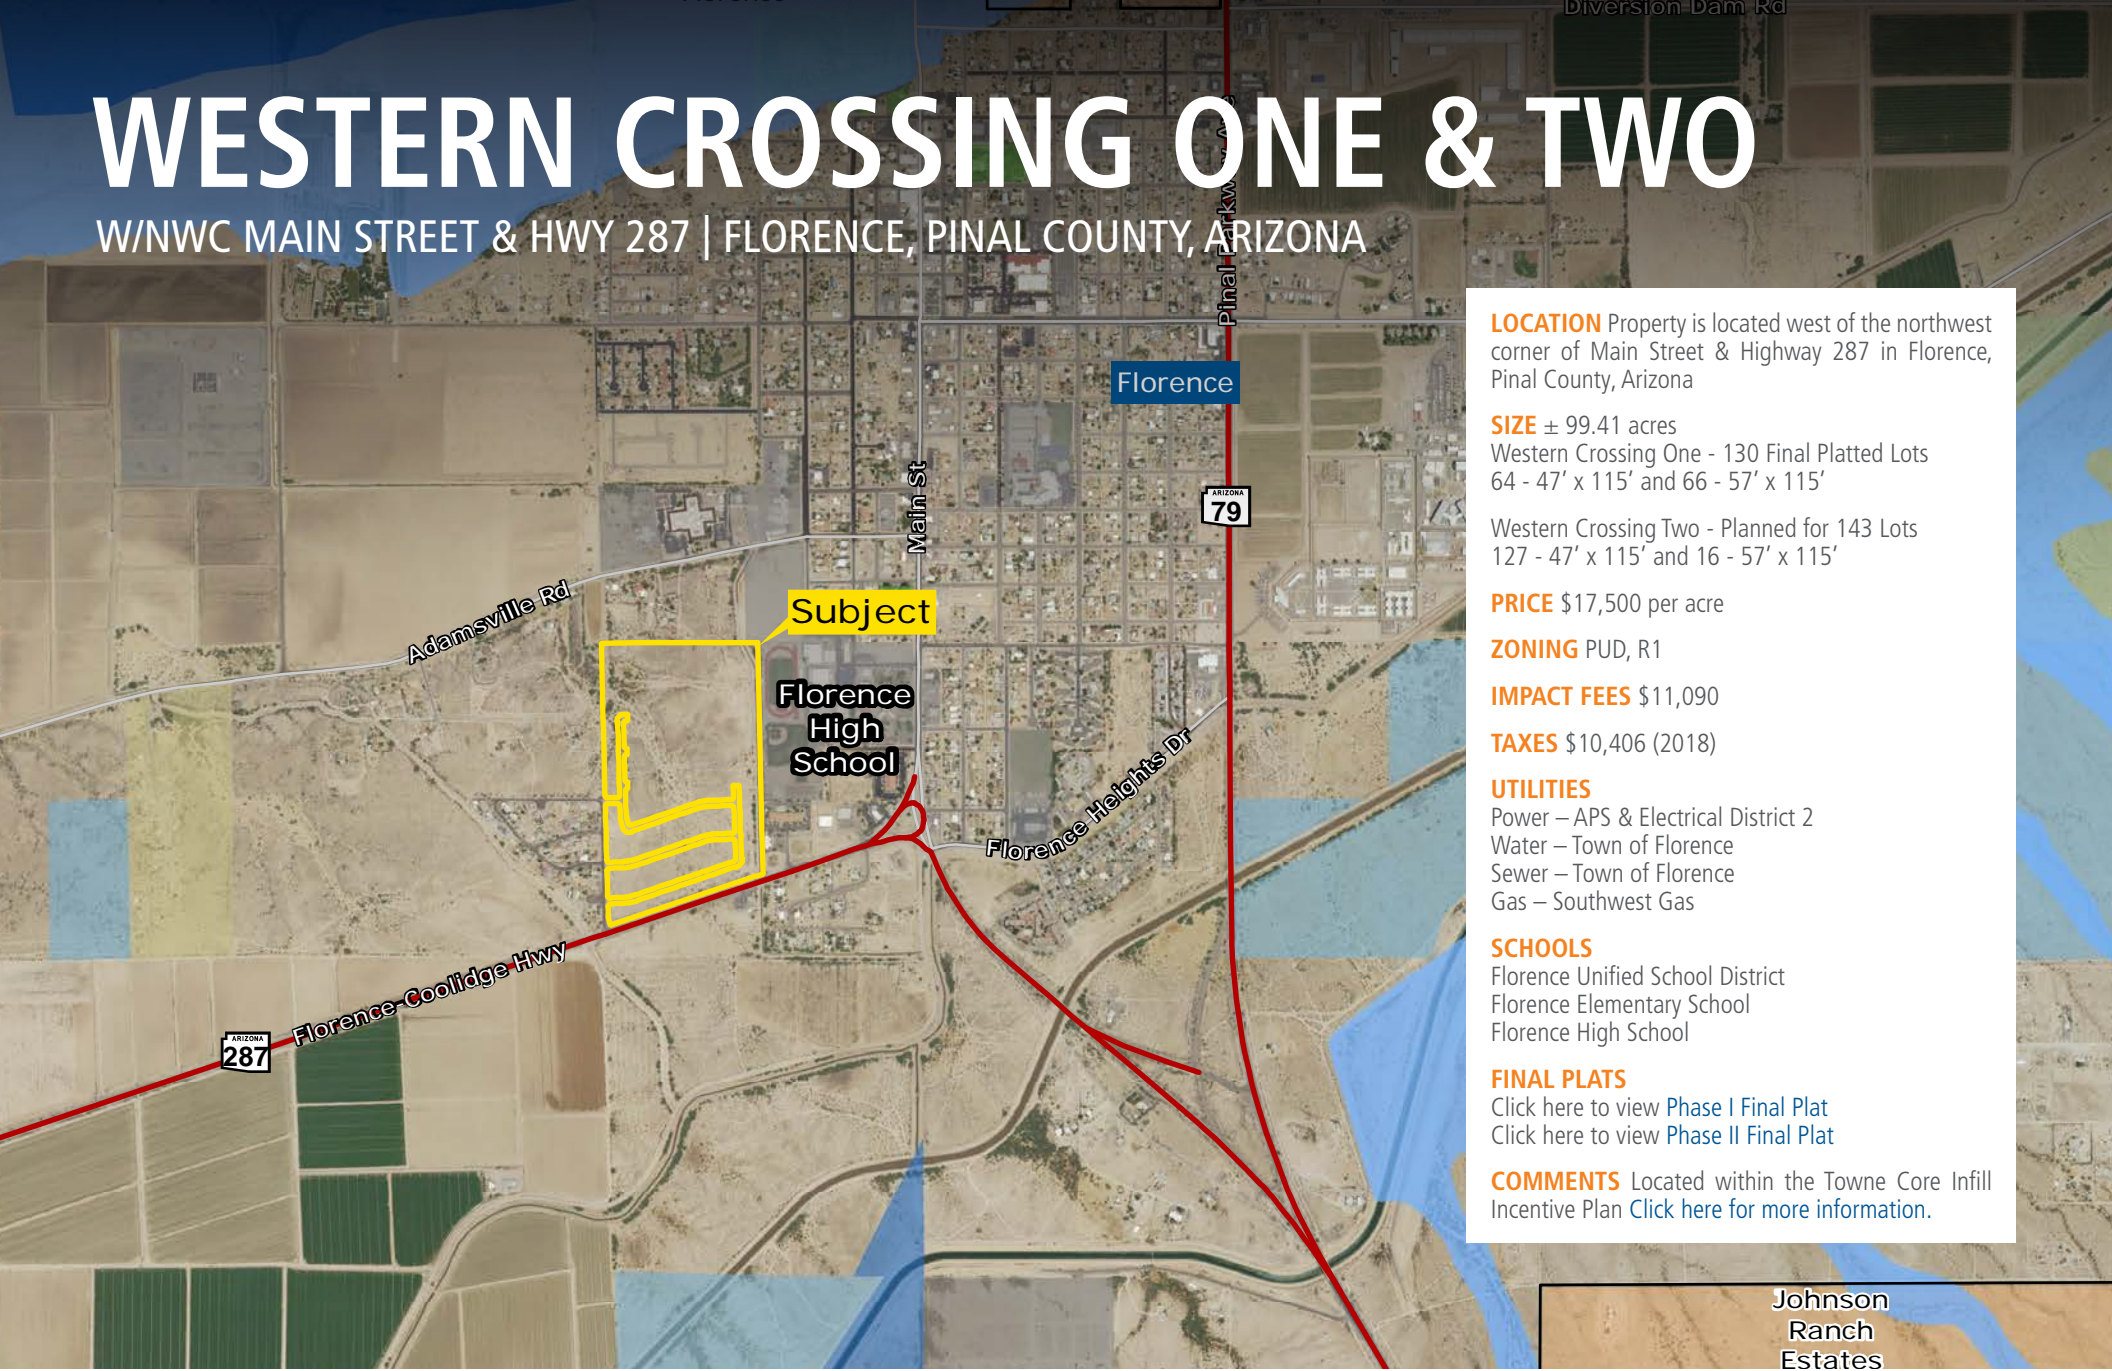 Diversion Dam Rd
WESTERN CROSSING ONE & TWO
W/NWC MAIN STREET & HWY 287 | FLORENCE, PINAL COUNTY, ARIZONA
Pinal Parkway Ave
LOCATION Property is located west of the northwest
corner of Main Street & Highway 287 in Florence,
Pinal County, Arizona
SIZE ± 99.41 acres
Western Crossing One - 130 Final Platted Lots
64 - 47’ x 115’ and 66 - 57’ x 115’
Western Crossing Two - Planned for 143 Lots
127 - 47’ x 115’ and 16 - 57’ x 115’
PRICE $17,500 per acre
ZONING PUD, R1
IMPACT FEES $11,090
TAXES $10,406 (2018)
UTILITIES
Power – APS & Electrical District 2
Water – Town of Florence
Sewer – Town of Florence
Gas – Southwest Gas
SCHOOLS
Florence Unified School District
Florence Elementary School
Florence High School
FINAL PLATS
Click here to view Phase I Final Plat
Click here to view Phase II Final Plat
COMMENTS Located within the Towne Core Infill
Incentive Plan Click here for more information.
Florence
Main St
ARIZONA
79
Adamsville Rd
Subject
Florence
High
School
Florence Heights Dr
Florence-Coolidge Hwy
ARIZONA
287
Johnson
Ranch
Estates